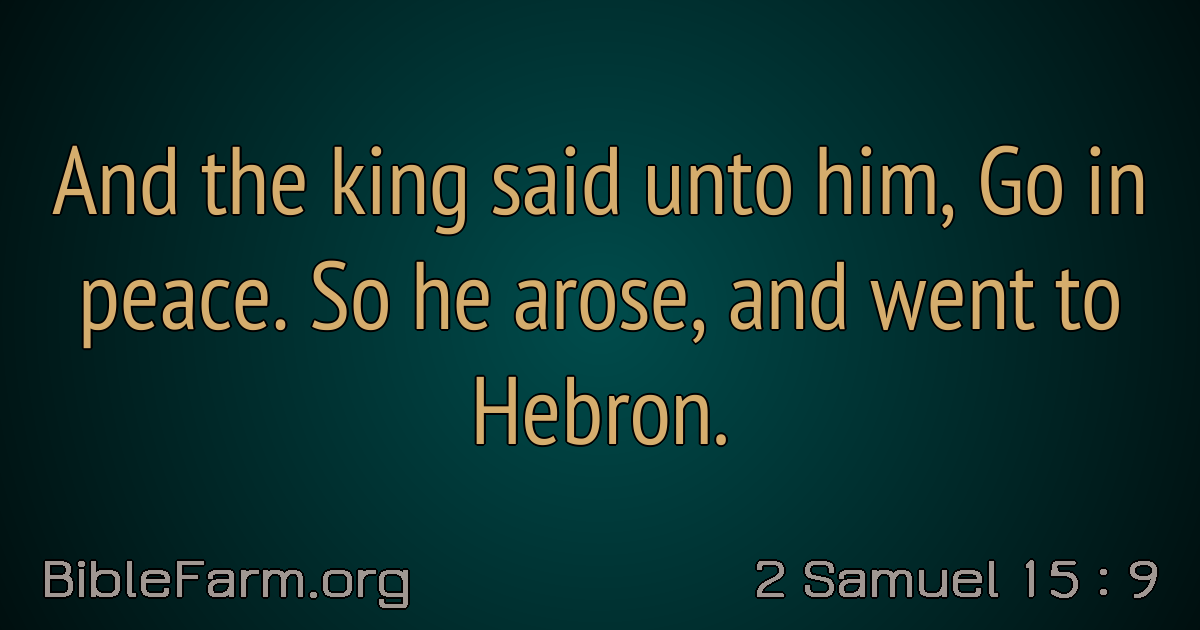 And the king said unto him, Go in
peace. So he arose, and went to
Hebron.
BibleFarm.org
2 Samuel 15 : 9